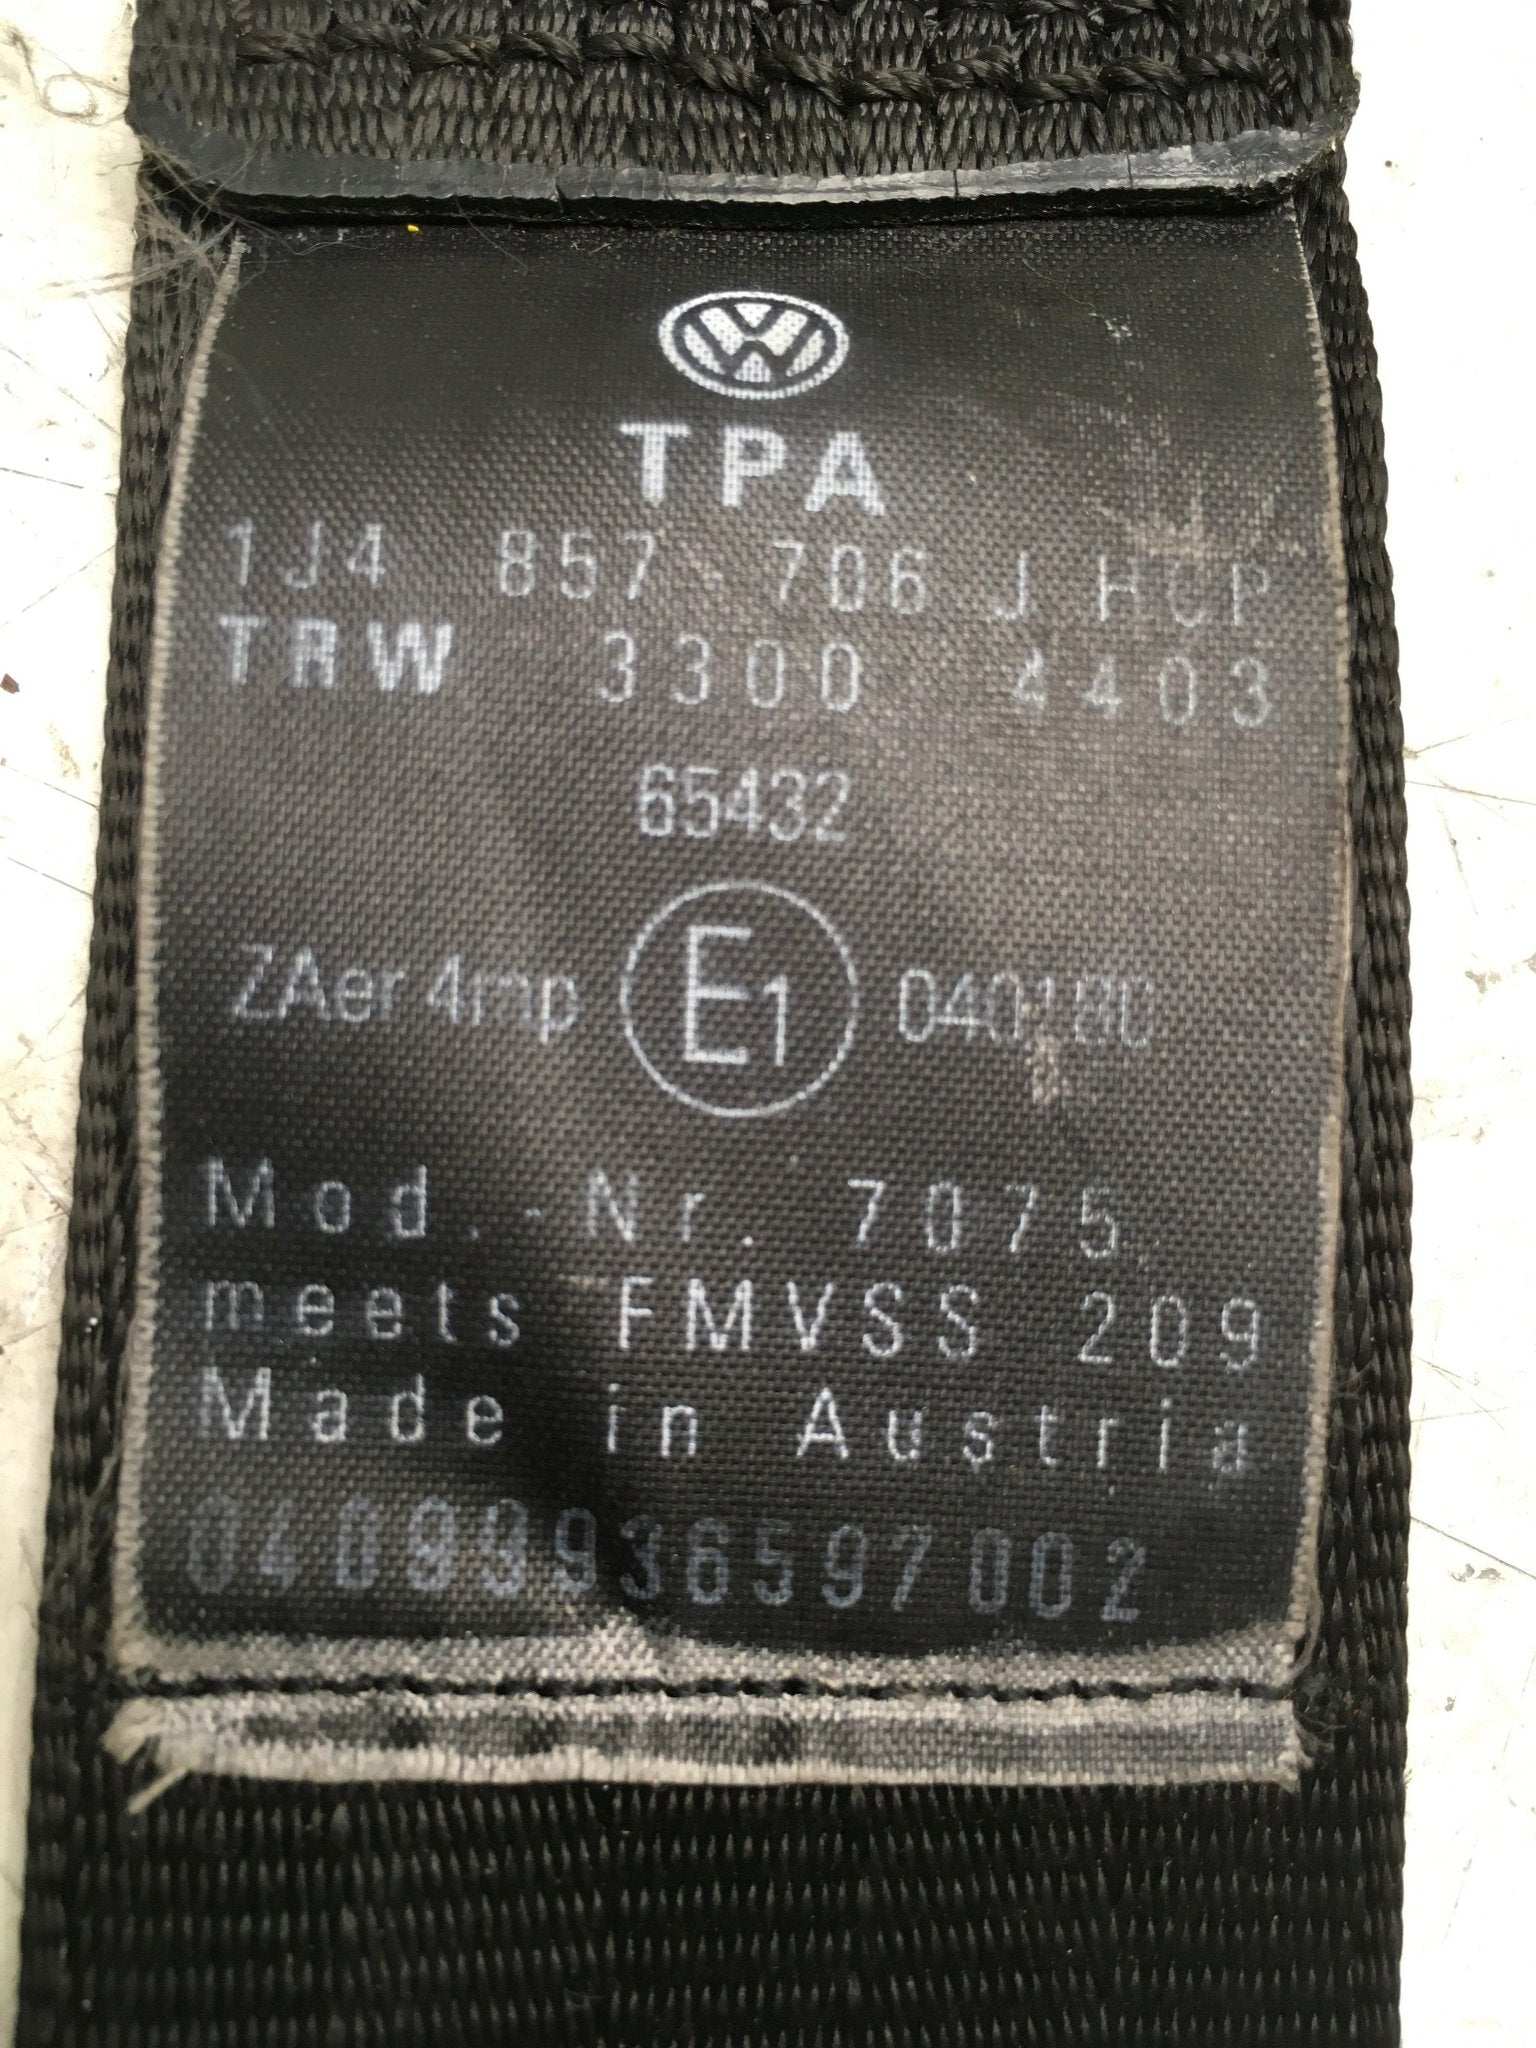 TPA
1J4 857 706 J HCP
TRW 3300 4403
65432
ZAer 4mp E1 040180
Mod.-Nr. 7075
meets FMVSS 209
Made in Austria